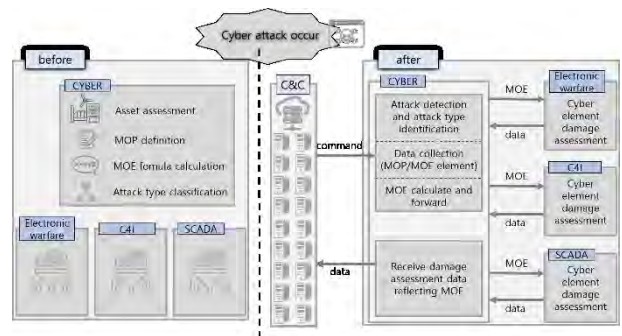 Cyber attack occur
before
CYBER
Asset assessment
MOP definition
MOE fomula calculation
Attack type classification
Electronic
warfare
C4I
SCADA
C&C
command
data
after
CYBER
Attack detection
and attack type
identification
Data collection
(MOP/MOE element)
MOE calculate and
forward
Receive damage
assessment data
reflecting MOE
MOE
data
MOE
data
MOE
data
Electronic
warfare
Cyber
element
damage
assessment
C4I
Cyber
element
damage
assessment
SCADA
Cyber
element
damage
assessment